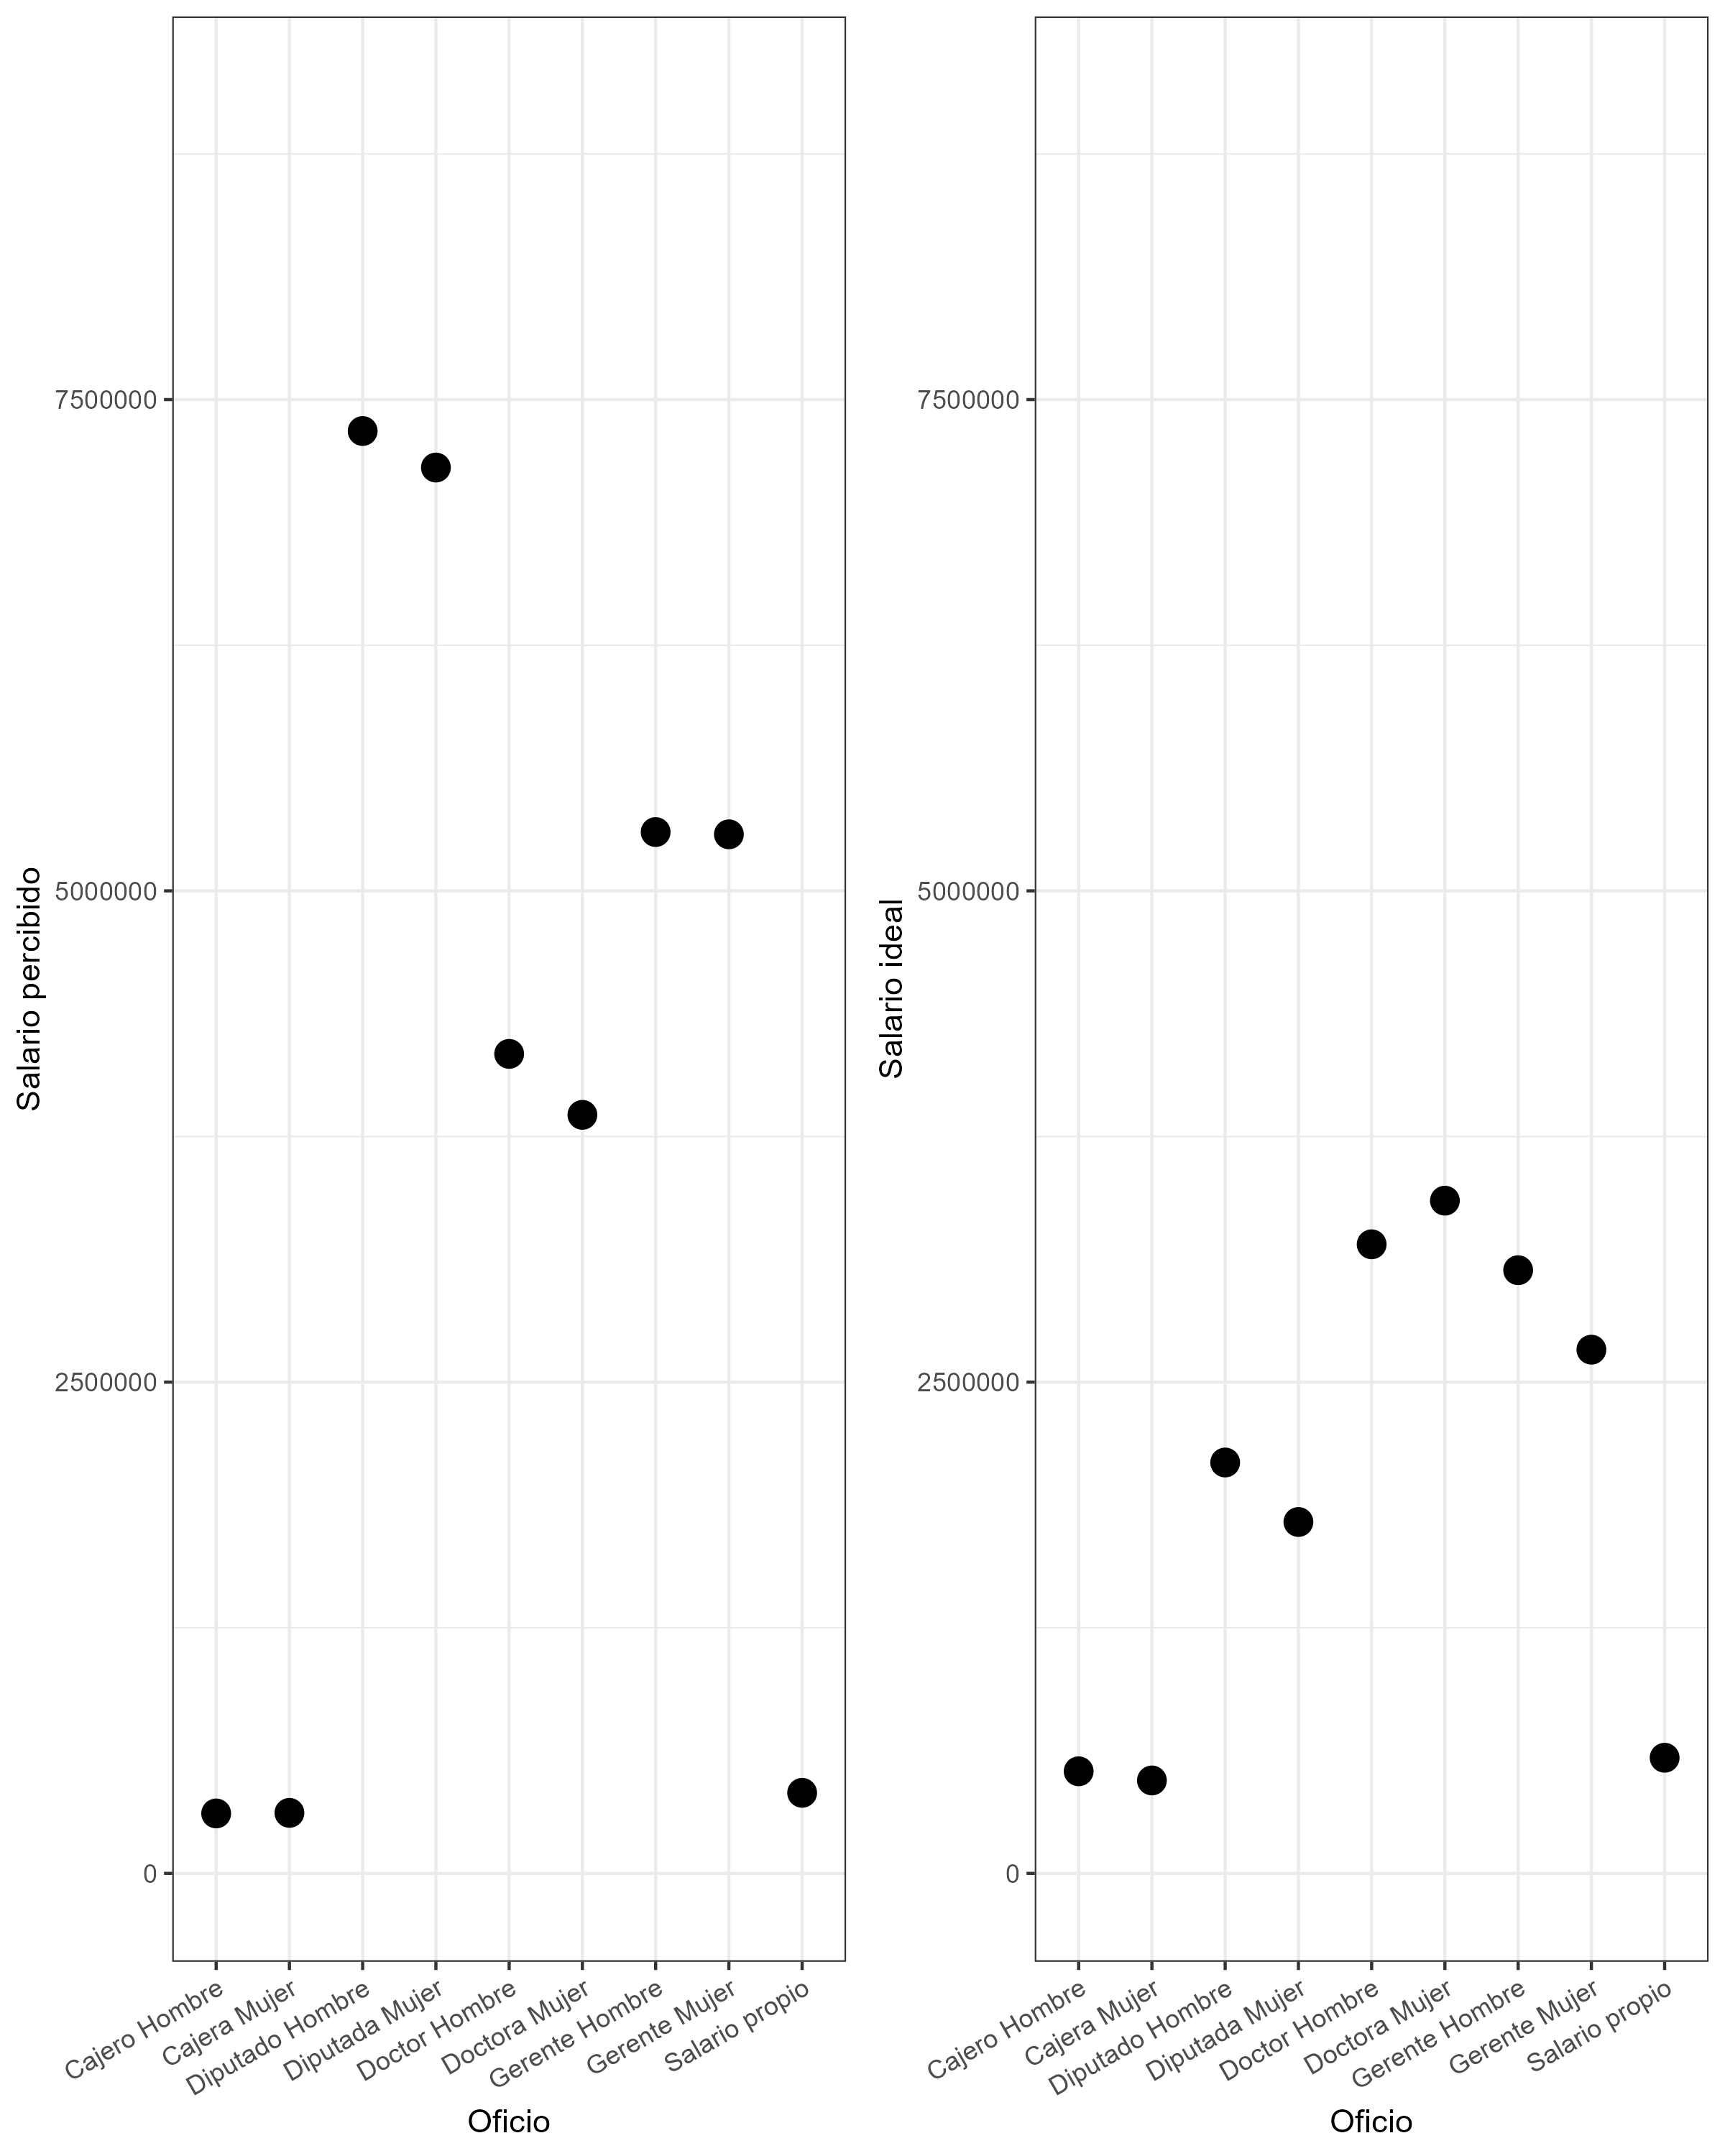 Salario percibido
7500000
5000000
2500000
0
Cajero Hombre
Cajera Mujer
Diputado Hombre
Diputada Mujer
Doctor Hombre
Doctora Mujer
Gerente Hombre
Gerente Mujer
Salario propio
Oficio
Salario ideal
7500000
5000000
2500000
0
Cajero Hombre
Cajera Mujer
Diputado Hombre
Diputada Mujer
Doctor Hombre
Doctora Mujer
Gerente Hombre
Gerente Mujer
Salario propio
Oficio